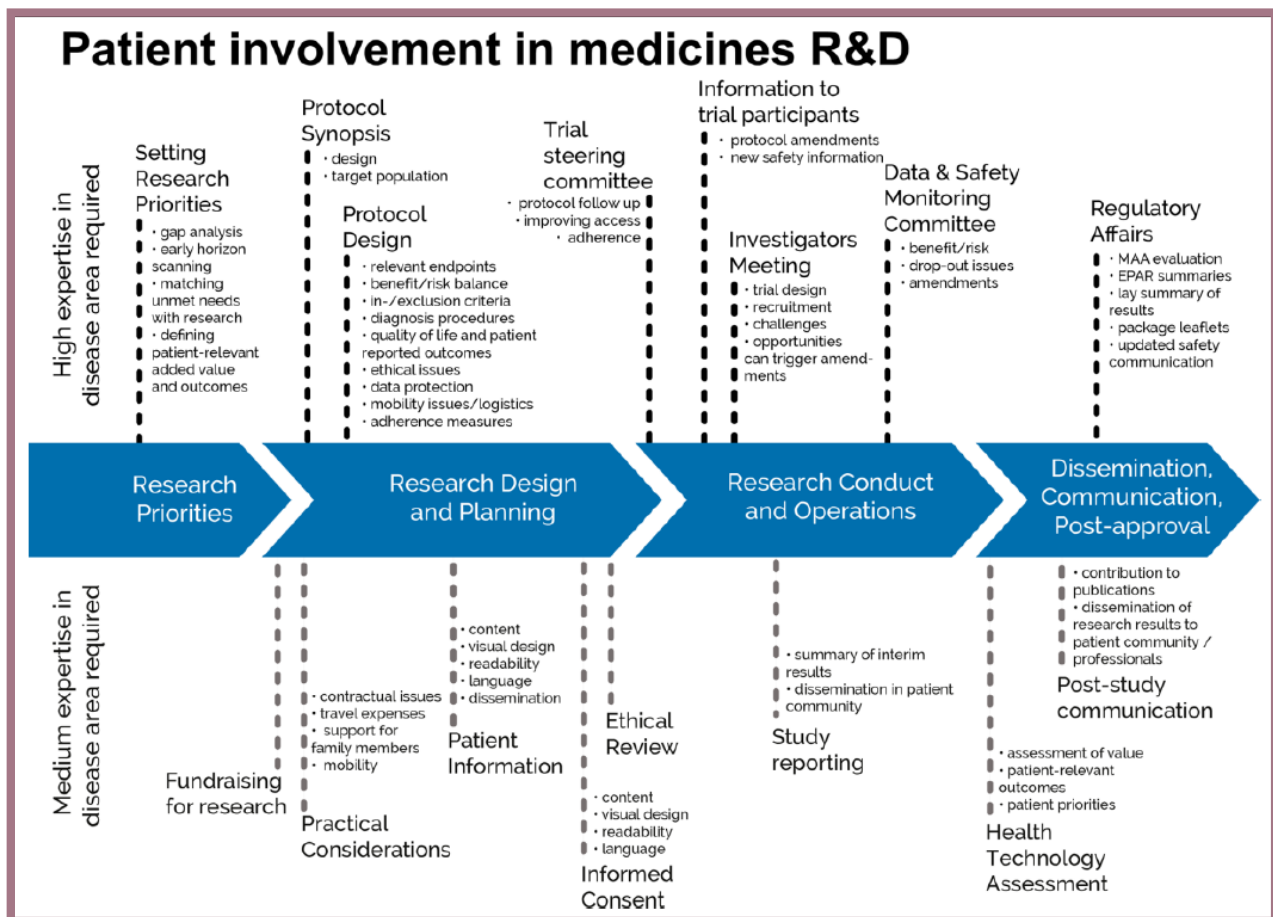 Patient involvement in medicines R&D
High expertise in
disease area required
Setting
Research
Priorities
• gap analysis
• early horizon
scanning
• matching
unmet needs
with research
• defining
patient-relevant
added value
and outcomes
Protocol
Synopsis
• design
• target population
Protocol
Design
• relevant endpoints
• benefit/risk balance
• in-/exclusion criteria
• diagnosis procedures
• quality of life and patient
reported outcomes
• ethical issues
• data protection
• mobility issues/logistics
• adherence measures
Trial
steering
committee
• protocol follow up
• improving access
• adherence
Information to
trial participants
• protocol amendments
• new safety information
Investigators
Meeting
• trial design
• recruitment
• challenges
• opportunities
can trigger amend-
ments
Data & Safety
Monitoring
Committee
• benefit/risk
• drop-out issues
• amendments
Regulatory
Affairs
• MAA evaluation
• EPAR summaries
• lay summary of
results
• package leaflets
• updated safety
communication
Research
Priorities
Research Design
and Planning
Research Conduct
and Operations
Dissemination,
Communication,
Post-approval
Medium expertise in
disease area required
Fundraising
for research
• contractual issues
• travel expenses
• support for
family members
• mobility
Practical
Considerations
• content
• visual design
• readability
• language
• dissemination
Patient
Information
Ethical
Review
• content
• visual design
• readability
• language
Informed
Consent
• summary of interim
results
• dissemination in patient
community
Study
reporting
• contribution to
publications
• dissemination of
research results to
patient community /
professionals
Post-study
communication
• assessment of value
• patient-relevant
outcomes
• patient priorities
Health
Technology
Assessment